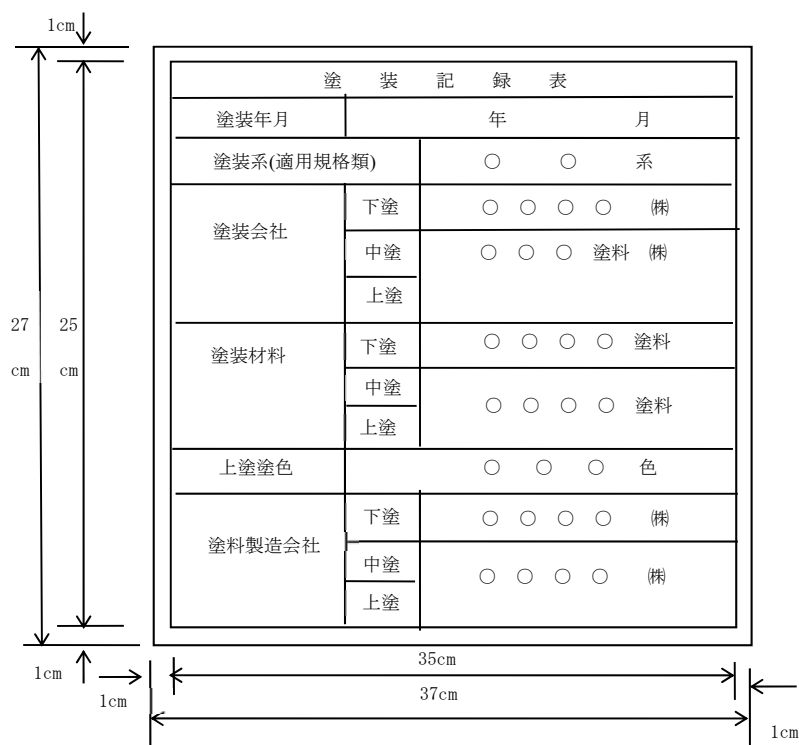 1cm
塗 装 記 録 表
塗装年月 年 月
塗装系(適用規格類) ○ ○ 系
塗装会社 下塗 ○ ○ ○ ○ ㈱
中塗 ○ ○ ○ 塗料 ㈱
上塗
27 cm
25 cm
塗装材料 下塗 ○ ○ ○ ○ 塗料
中塗 ○ ○ ○ ○ 塗料
上塗
上塗塗色 ○ ○ ○ 色
塗料製造会社 下塗 ○ ○ ○ ○ ㈱
中塗 ○ ○ ○ ○ ㈱
上塗
35cm
1cm
1cm
37cm
1cm